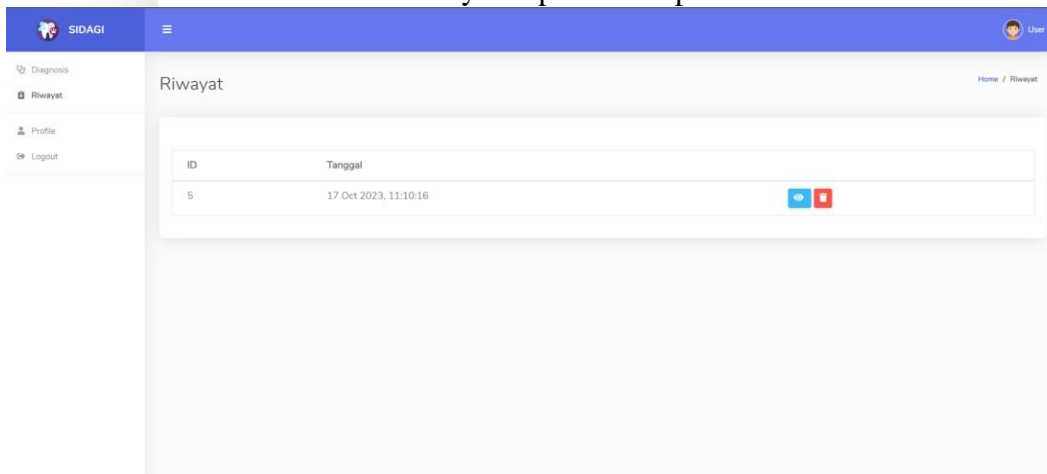 SIDAGI
User
Diagnosis
Riwayat
Profile
Logout
Riwayat
Home / Riwayat
ID Tanggal
5 17 Oct 2023, 11:10:16